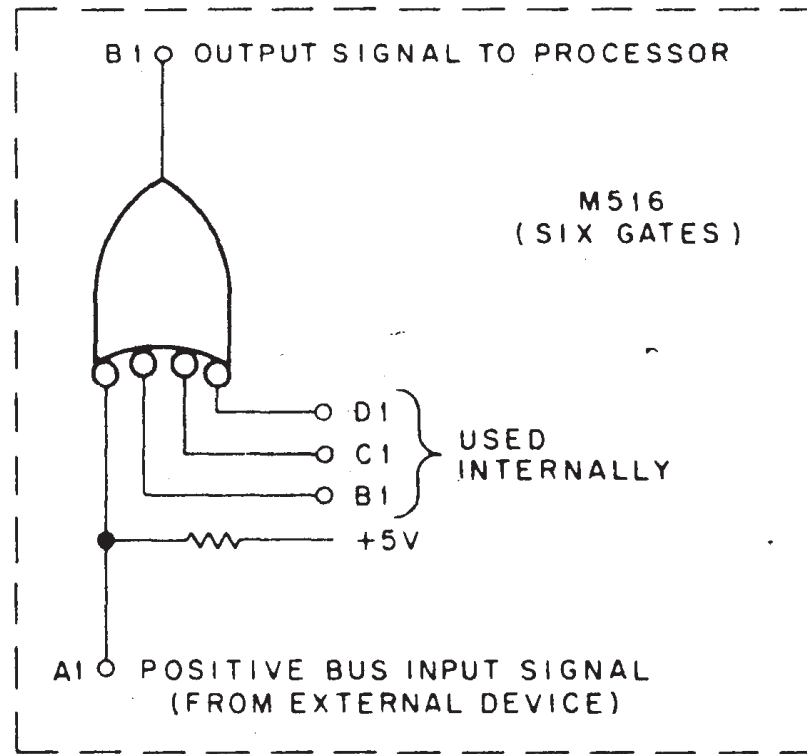 B1 OUTPUT SIGNAL TO PROCESSOR
M516
(SIX GATES)
D1
C1
B1
USED
INTERNALLY
+5V
A1 POSITIVE BUS INPUT SIGNAL
(FROM EXTERNAL DEVICE)